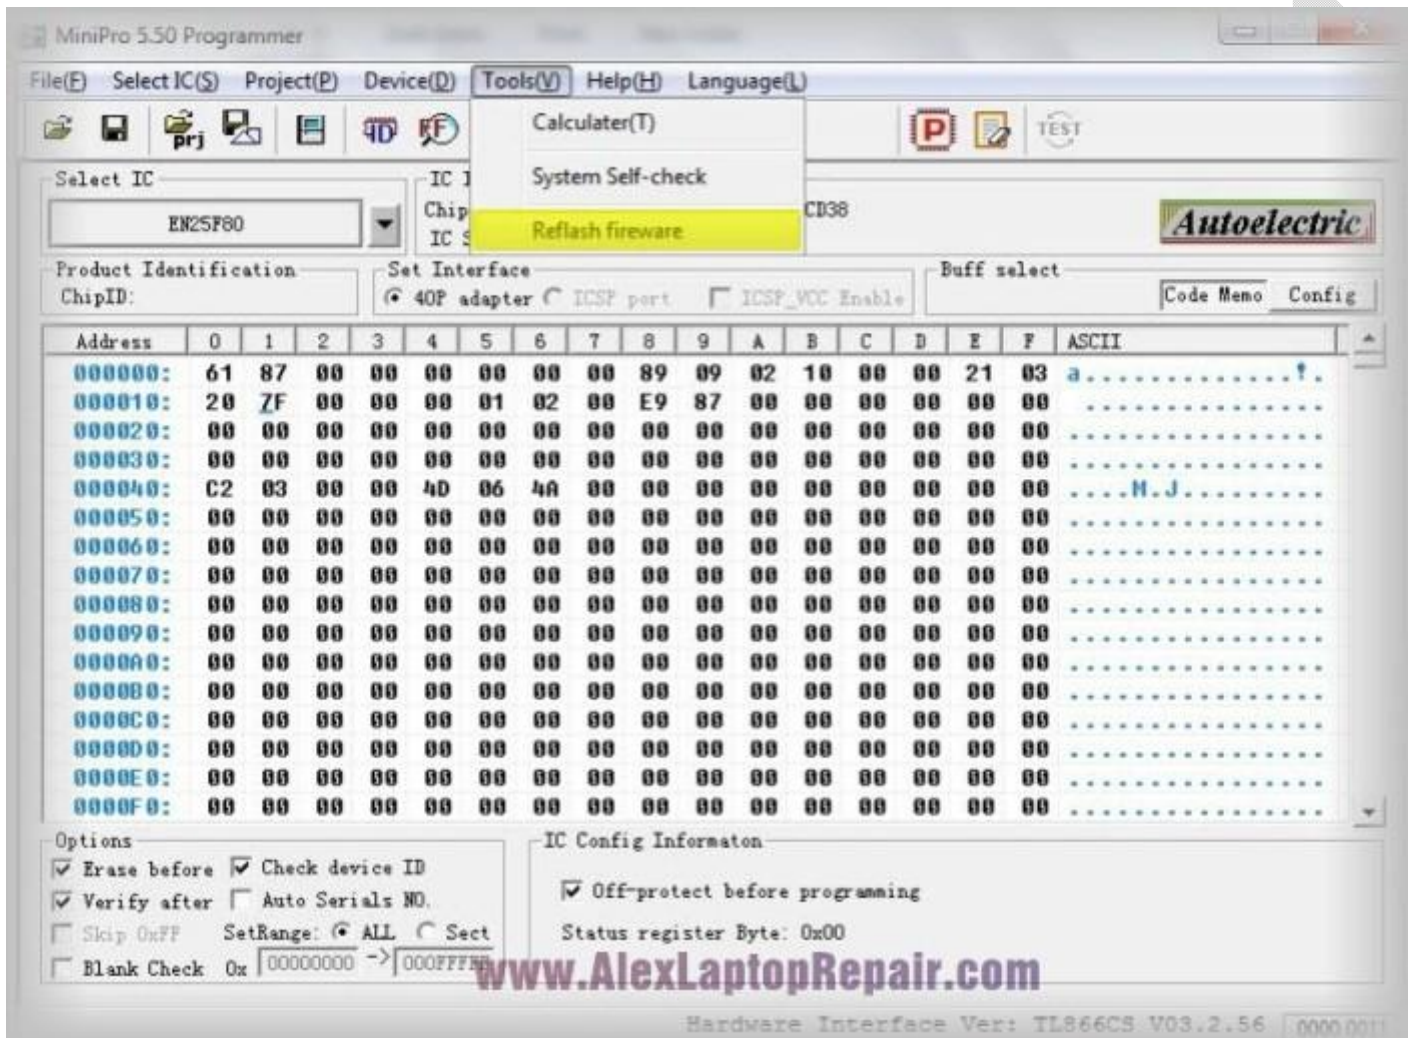 MiniPro 5.50 Programmer
File(F) Select IC(S) Project(P) Device(D) Tools(V) Help(H) Language(L)
Calculater(T)
System Self-check
Reflash fireware
prj
P
TEST
Select IC
EN25F80
IC I
Chip
CD38
IC S
Autoelectric
Product Identification
ChipID:
Set Interface
40P adapter ICSP port ICSP_VCC Enable
Buff select
Code Memo Config
Address 0 1 2 3 4 5 6 7 8 9 A B C D E F ASCII
000000: 61 87 00 00 00 00 00 00 89 09 02 10 00 00 21 03 a.............!.
000010: 20 7F 00 00 00 01 02 00 E9 87 00 00 00 00 00 00 ...............
000020: 00 00 00 00 00 00 00 00 00 00 00 00 00 00 00 00 ................
000030: 00 00 00 00 00 00 00 00 00 00 00 00 00 00 00 00 ................
000040: C2 03 00 00 4D 06 4A 00 00 00 00 00 00 00 00 00 ....M.J.........
000050: 00 00 00 00 00 00 00 00 00 00 00 00 00 00 00 00 ................
000060: 00 00 00 00 00 00 00 00 00 00 00 00 00 00 00 00 ................
000070: 00 00 00 00 00 00 00 00 00 00 00 00 00 00 00 00 ................
000080: 00 00 00 00 00 00 00 00 00 00 00 00 00 00 00 00 ................
000090: 00 00 00 00 00 00 00 00 00 00 00 00 00 00 00 00 ................
0000A0: 00 00 00 00 00 00 00 00 00 00 00 00 00 00 00 00 ................
0000B0: 00 00 00 00 00 00 00 00 00 00 00 00 00 00 00 00 ................
0000C0: 00 00 00 00 00 00 00 00 00 00 00 00 00 00 00 00 ................
0000D0: 00 00 00 00 00 00 00 00 00 00 00 00 00 00 00 00 ................
0000E0: 00 00 00 00 00 00 00 00 00 00 00 00 00 00 00 00 ................
0000F0: 00 00 00 00 00 00 00 00 00 00 00 00 00 00 00 00 ................
Options
Erase before Check device ID
Verify after Auto Serials NO.
Skip 0xFF SetRange: ALL Sect
Blank Check 0x 00000000 -> 000FFFFF
IC Config Informaton
Off-protect before programming
Status register Byte: 0x00
www.AlexLaptopRepair.com
Hardware Interface Ver: TL866CS V03.2.56 0000 0011